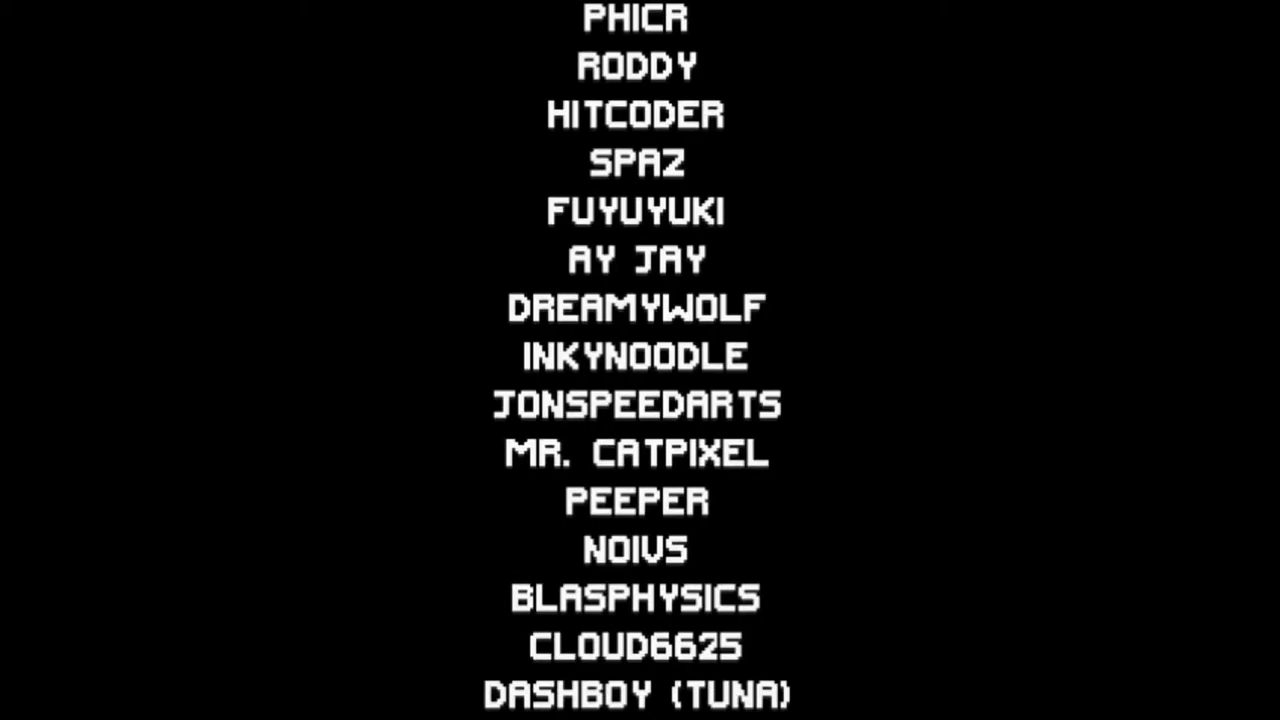 PHICR
RODDY
HITCODER
SPAZ
FUYUYUKI
AY JAY
DREAMYWOLF
INKYNOODLE
JONSPEEDARTS
MR. CATPIXEL
PEEPER
NOIVS
BLASPHYSICS
CLOUD6625
DASHBOY (TUNA)